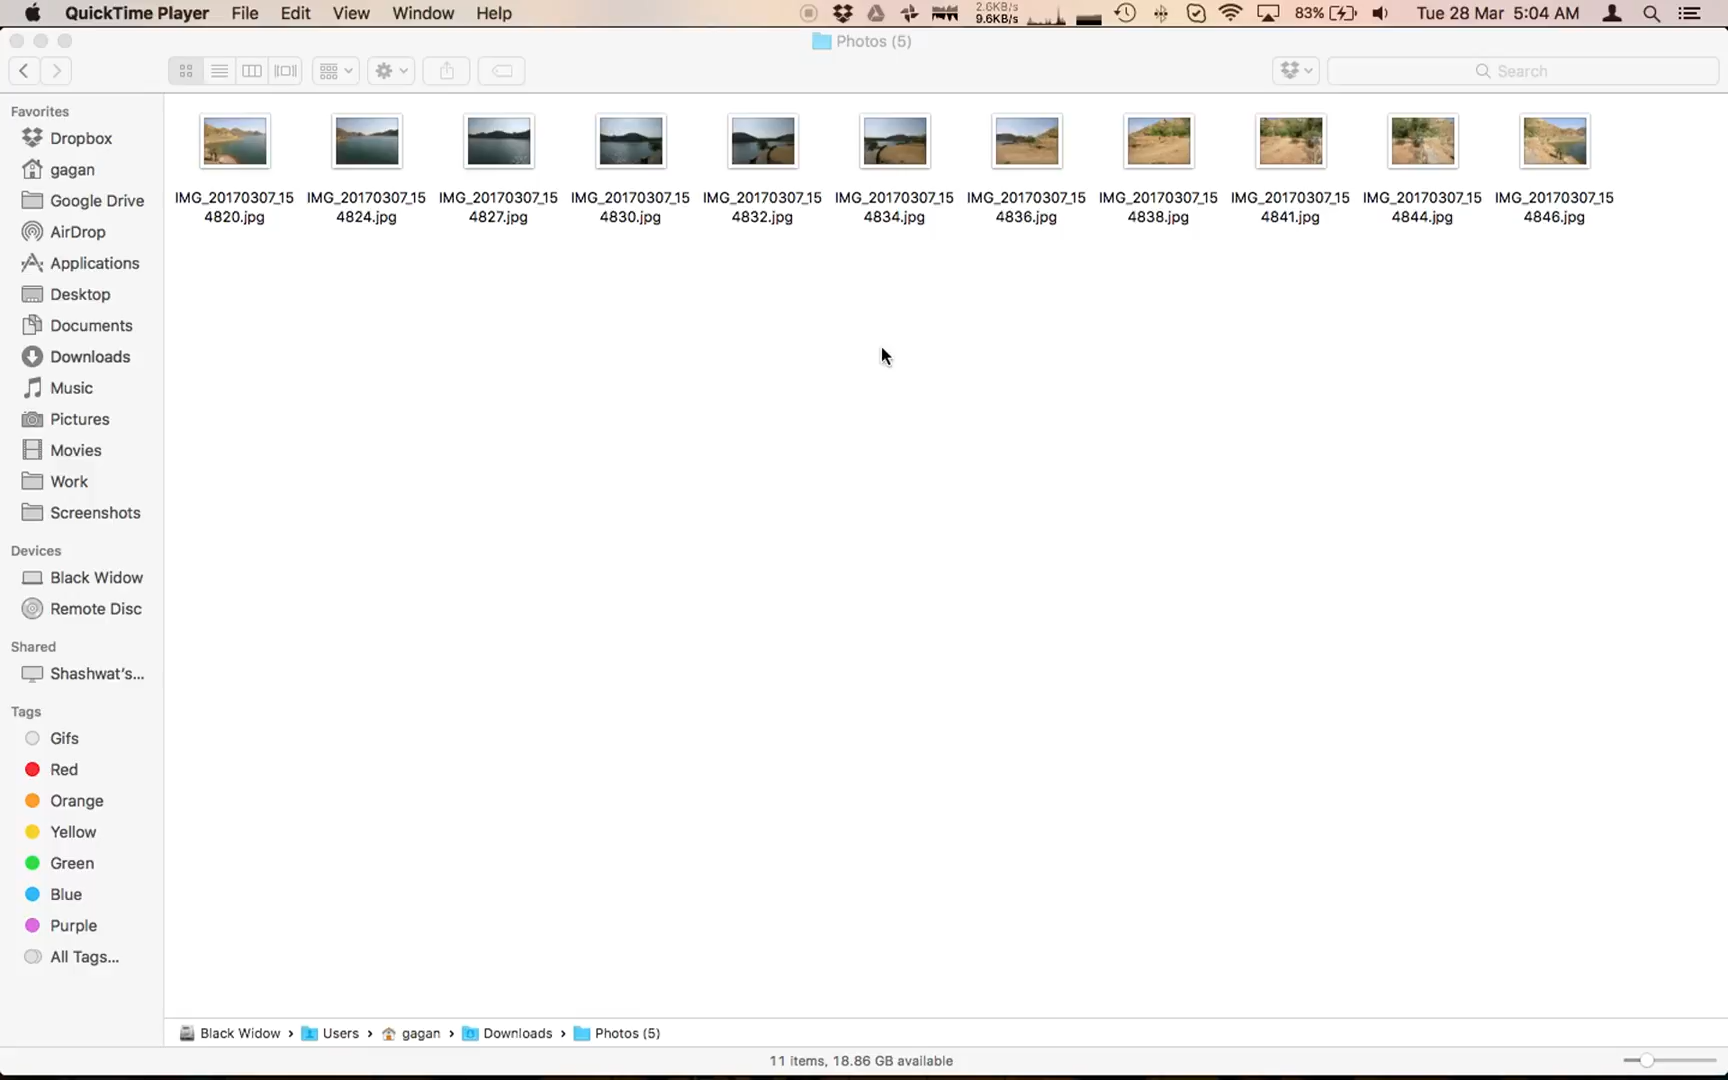 QuickTime Player File Edit View Window Help 2.6KB/s 9.6KB/s 83% Tue 28 Mar 5:04 AM
Photos (5)
Search
Favorites
Dropbox
gagan
Google Drive
AirDrop
Applications
Desktop
Documents
Downloads
Music
Pictures
Movies
Work
Screenshots
Devices
Black Widow
Remote Disc
Shared
Shashwat's...
Tags
Gifs
Red
Orange
Yellow
Green
Blue
Purple
All Tags...
IMG_20170307_15 IMG_20170307_15 IMG_20170307_15 IMG_20170307_15 IMG_20170307_15 IMG_20170307_15 IMG_20170307_15 IMG_20170307_15 IMG_20170307_15 IMG_20170307_15 IMG_20170307_15
4820.jpg 4824.jpg 4827.jpg 4830.jpg 4832.jpg 4834.jpg 4836.jpg 4838.jpg 4841.jpg 4844.jpg 4846.jpg
Black Widow › Users › gagan › Downloads › Photos (5)
11 items, 18.86 GB available